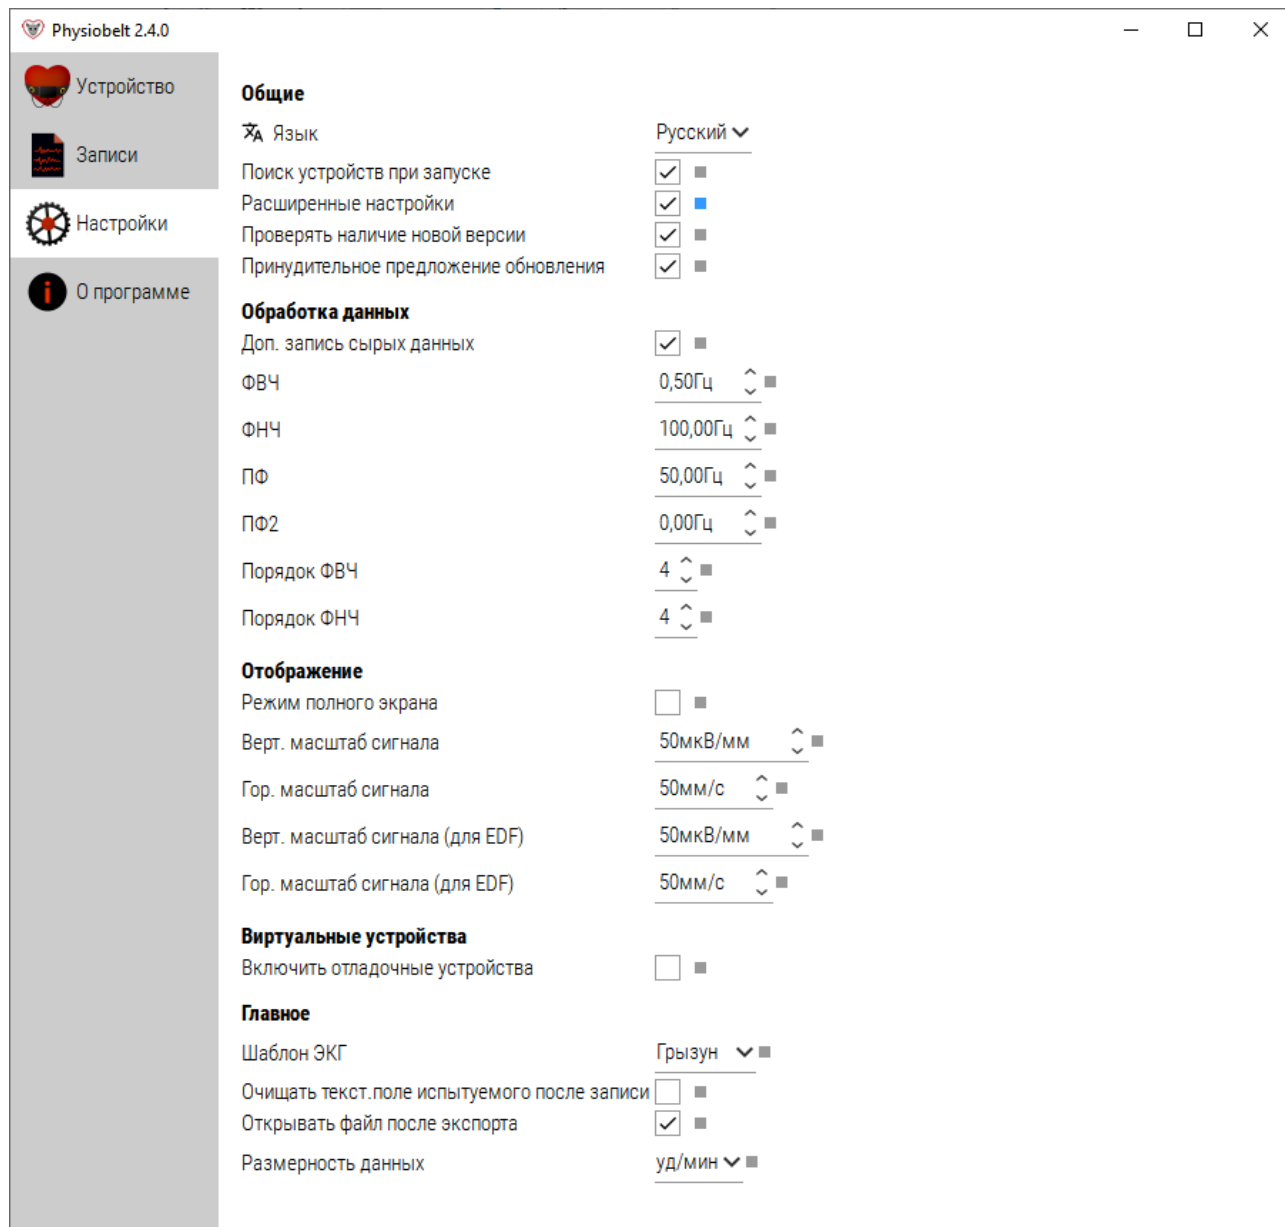 Physiobelt 2.4.0
Устройство
Записи
Настройки
О программе
Общие
Язык Русский
Поиск устройств при запуске
Расширенные настройки
Проверять наличие новой версии
Принудительное предложение обновления
Обработка данных
Доп. запись сырых данных
ФВЧ 0,50Гц
ФНЧ 100,00Гц
ПФ 50,00Гц
ПФ2 0,00Гц
Порядок ФВЧ 4
Порядок ФНЧ 4
Отображение
Режим полного экрана
Верт. масштаб сигнала 50мкВ/мм
Гор. масштаб сигнала 50мм/с
Верт. масштаб сигнала (для EDF) 50мкВ/мм
Гор. масштаб сигнала (для EDF) 50мм/с
Виртуальные устройства
Включить отладочные устройства
Главное
Шаблон ЭКГ Грызун
Очищать текст.поле испытуемого после записи
Открывать файл после экспорта
Размерность данных уд/мин